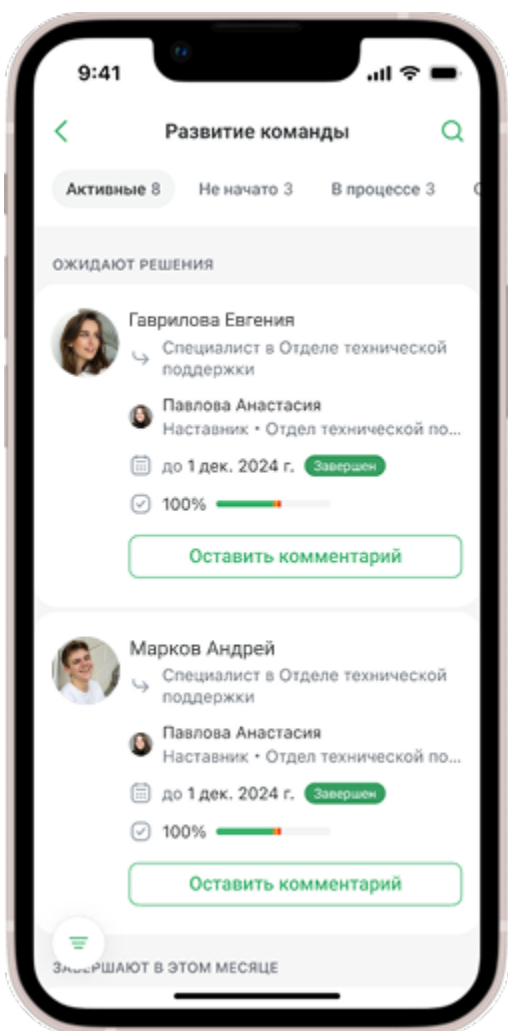 9:41
Развитие команды
Активные 8 Не начато 3 В процессе 3
ОЖИДАЮТ РЕШЕНИЯ
Гаврилова Евгения
Специалист в Отделе технической
поддержки
Павлова Анастасия
Наставник • Отдел технической по...
до 1 дек. 2024 г. Завершен
100%
Оставить комментарий
Марков Андрей
Специалист в Отделе технической
поддержки
Павлова Анастасия
Наставник • Отдел технической по...
до 1 дек. 2024 г. Завершен
100%
Оставить комментарий
ЗАВЕРШАЮТ В ЭТОМ МЕСЯЦЕ